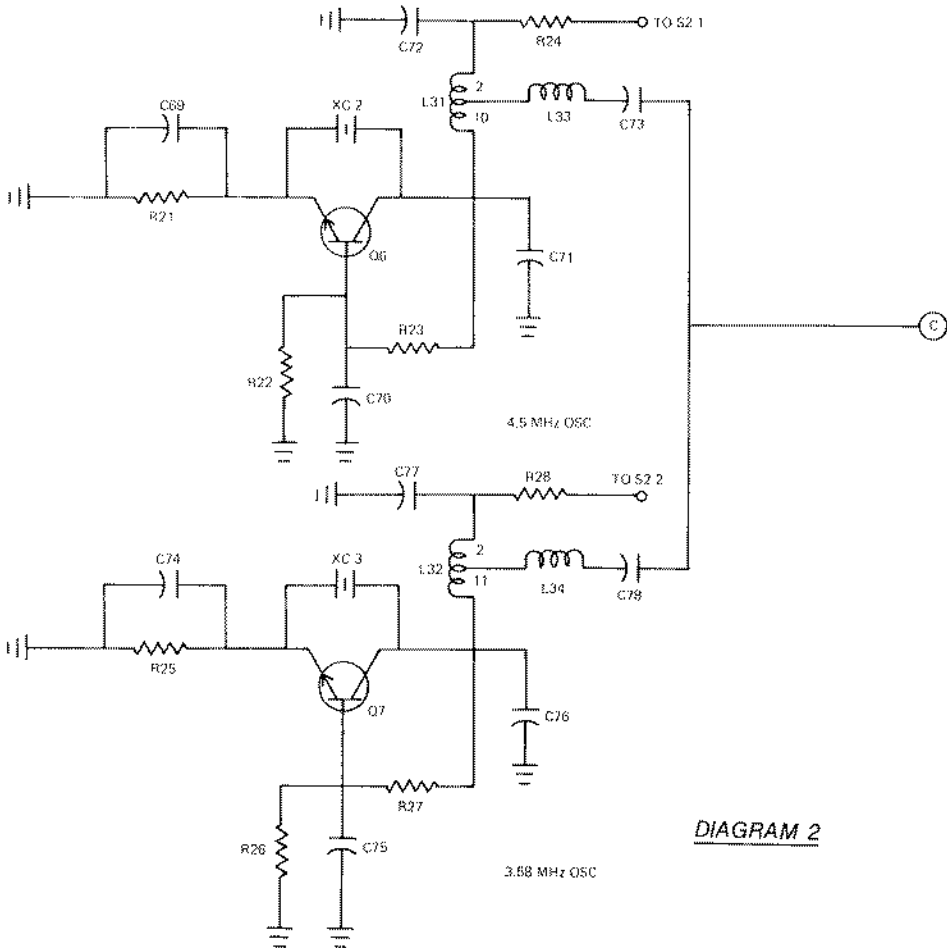 C72
R24
TO S2 1
L31
2
10
L33
C73
C69
XC 2
R21
Q6
C71
R23
R22
C70
4.5 MHz OSC
C
C77
R28
TO S2 2
L32
2
11
L34
C79
C74
XC 3
R25
Q7
C76
R27
R26
C75
3.58 MHz OSC
DIAGRAM 2